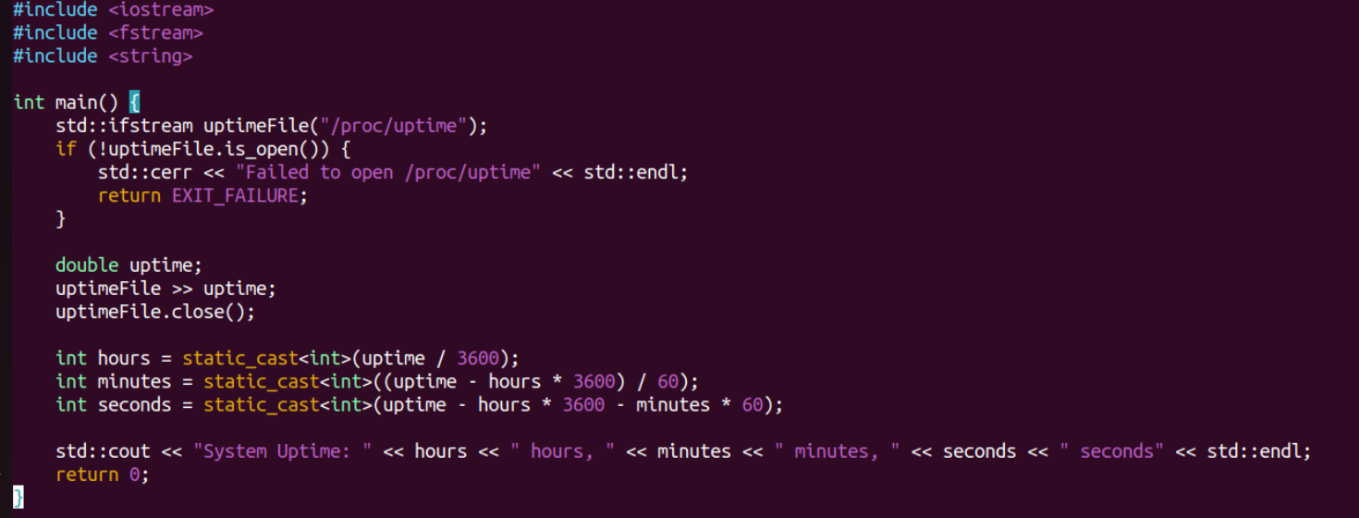 #include <iostream>
#include <fstream>
#include <string>

int main() {
    std::ifstream uptimeFile("/proc/uptime");
    if (!uptimeFile.is_open()) {
        std::cerr << "Failed to open /proc/uptime" << std::endl;
        return EXIT_FAILURE;
    }

    double uptime;
    uptimeFile >> uptime;
    uptimeFile.close();

    int hours = static_cast<int>(uptime / 3600);
    int minutes = static_cast<int>((uptime - hours * 3600) / 60);
    int seconds = static_cast<int>(uptime - hours * 3600 - minutes * 60);

    std::cout << "System Uptime: " << hours << " hours, " << minutes << " minutes, " << seconds << " seconds" << std::endl;
    return 0;
}